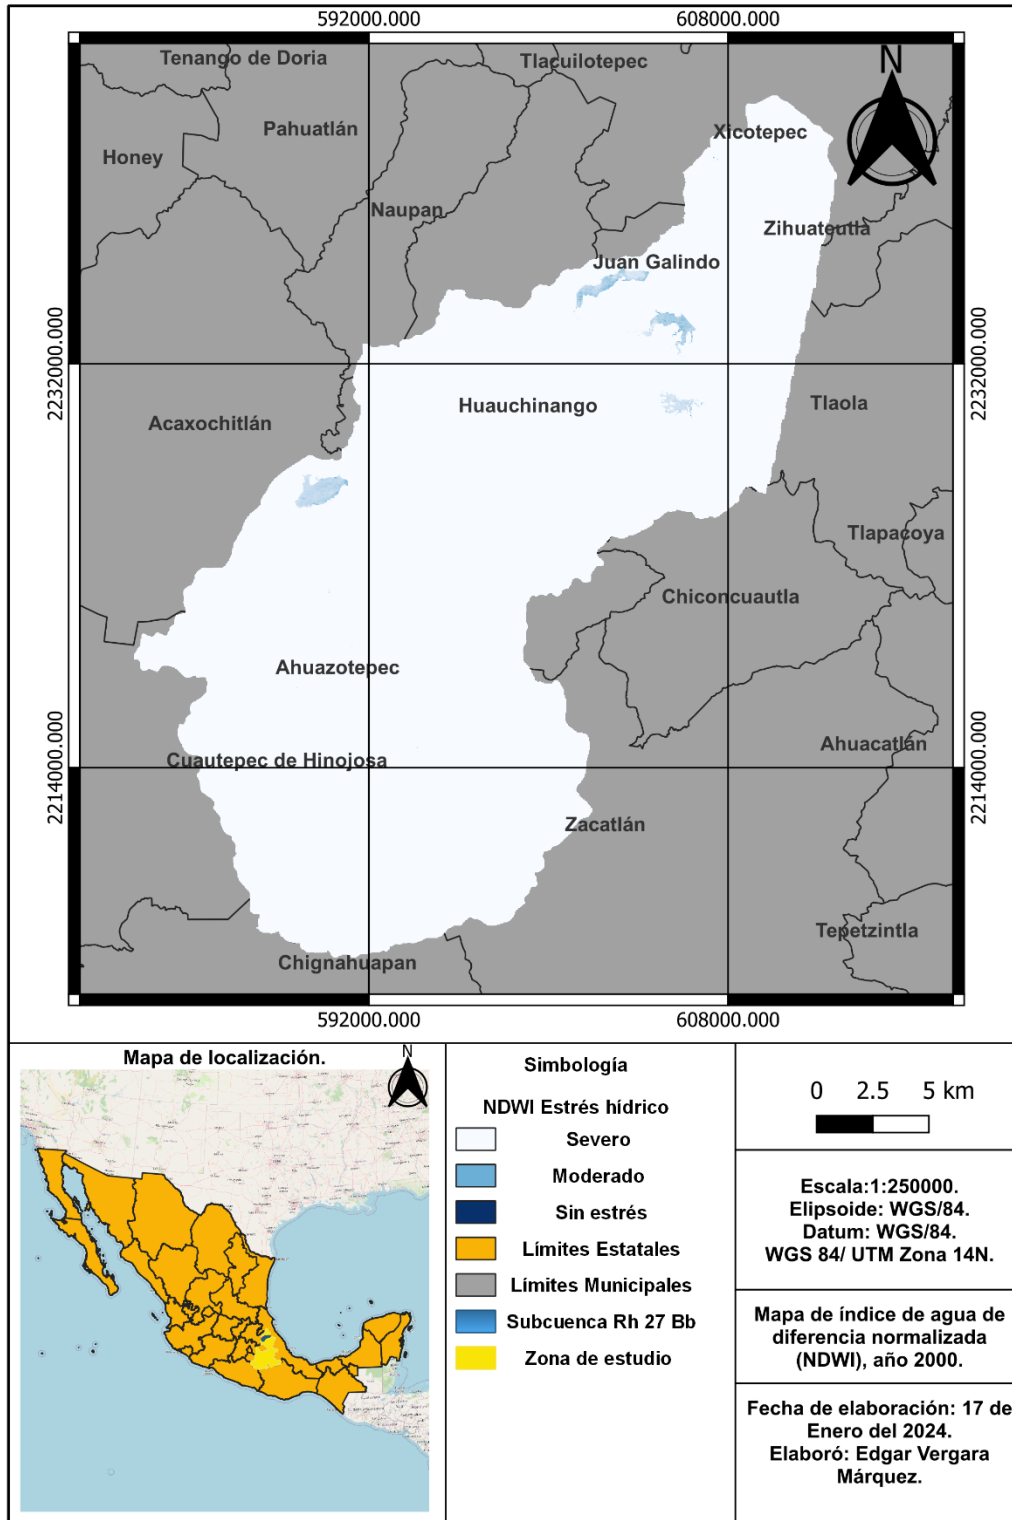 592000.000
608000.000
Tenango de Doria
Tlacuilotepec
N
Pahuatlán
Xicotepec
Honey
Naupan
Zihuateutla
Juan Galindo
2232000.000
2232000.000
Huauchinango
Tlaola
Acaxochitlán
Tlapacoya
Chiconcuautla
Ahuazotepec
2214000.000
2214000.000
Ahuacatlán
Cuautepec de Hinojosa
Zacatlán
Tepetzintla
Chignahuapan
592000.000
608000.000
Mapa de localización.
N
Simbología
NDWI Estrés hídrico
Severo
Moderado
Sin estrés
Límites Estatales
Límites Municipales
Subcuenca Rh 27 Bb
Zona de estudio
0 2.5 5 km
Escala:1:250000.
Elipsoide: WGS/84.
Datum: WGS/84.
WGS 84/ UTM Zona 14N.
Mapa de índice de agua de
diferencia normalizada
(NDWI), año 2000.
Fecha de elaboración: 17 de
Enero del 2024.
Elaboró: Edgar Vergara
Márquez.